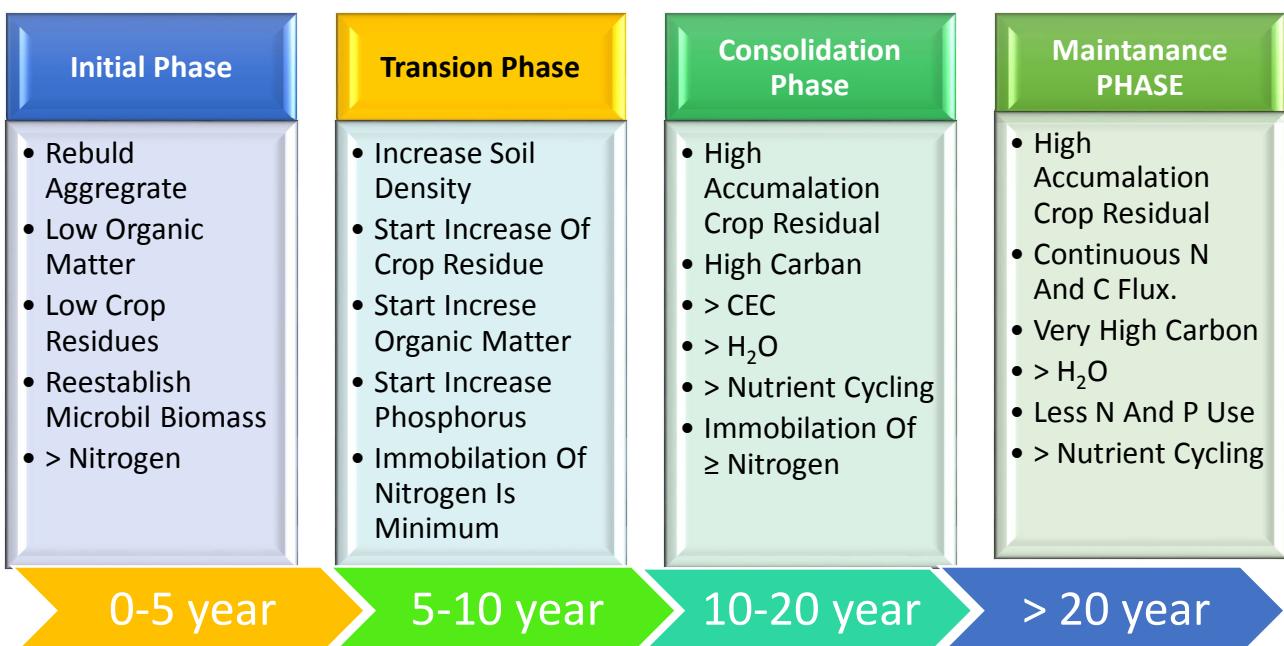 Initial Phase
• Rebuld
Aggregrate
• Low Organic
Matter
• Low Crop
Residues
• Reestablish
Microbil Biomass
• > Nitrogen
Transion Phase
• Increase Soil
Density
• Start Increase Of
Crop Residue
• Start Increse
Organic Matter
• Start Increase
Phosphorus
• Immobilation Of
Nitrogen Is
Minimum
Consolidation
Phase
• High
Accumalation
Crop Residual
• High Carban
• > CEC
• > H₂O
• > Nutrient Cycling
• Immobilation Of
≥ Nitrogen
Maintanance
PHASE
• High
Accumalation
Crop Residual
• Continuous N
And C Flux.
• Very High Carbon
• > H₂O
• Less N And P Use
• > Nutrient Cycling
0-5 year
5-10 year
10-20 year
> 20 year